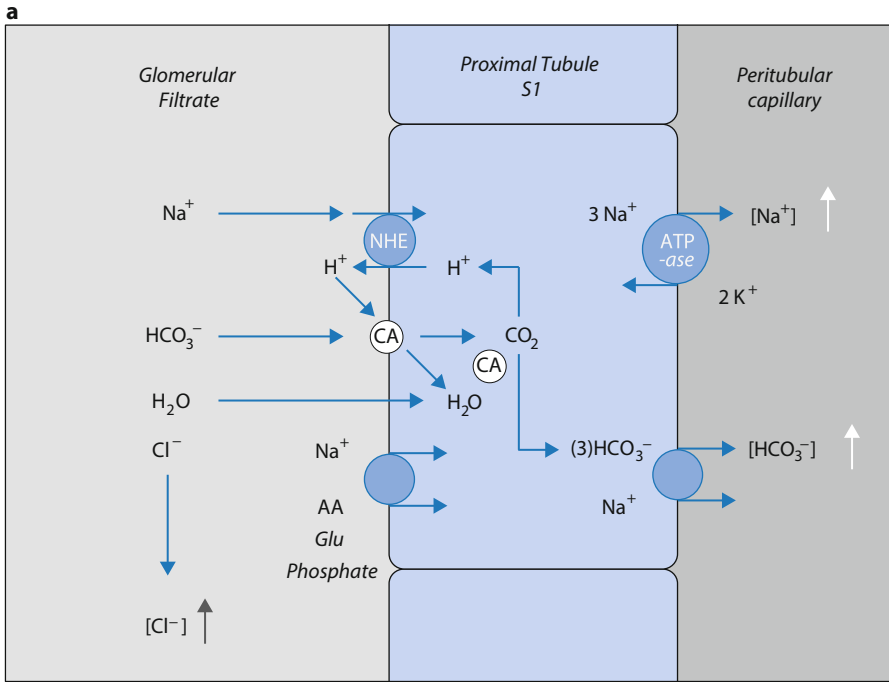 a
Glomerular
Filtrate
Proximal Tubule
S1
Peritubular
capillary
Na⁺
3 Na⁺
[Na⁺]
NHE
ATP
-ase
H⁺
H⁺
2 K⁺
HCO₃⁻
CA
CO₂
CA
H₂O
H₂O
Cl⁻
Na⁺
(3)HCO₃⁻
[HCO₃⁻]
AA
Na⁺
Glu
Phosphate
[Cl⁻]